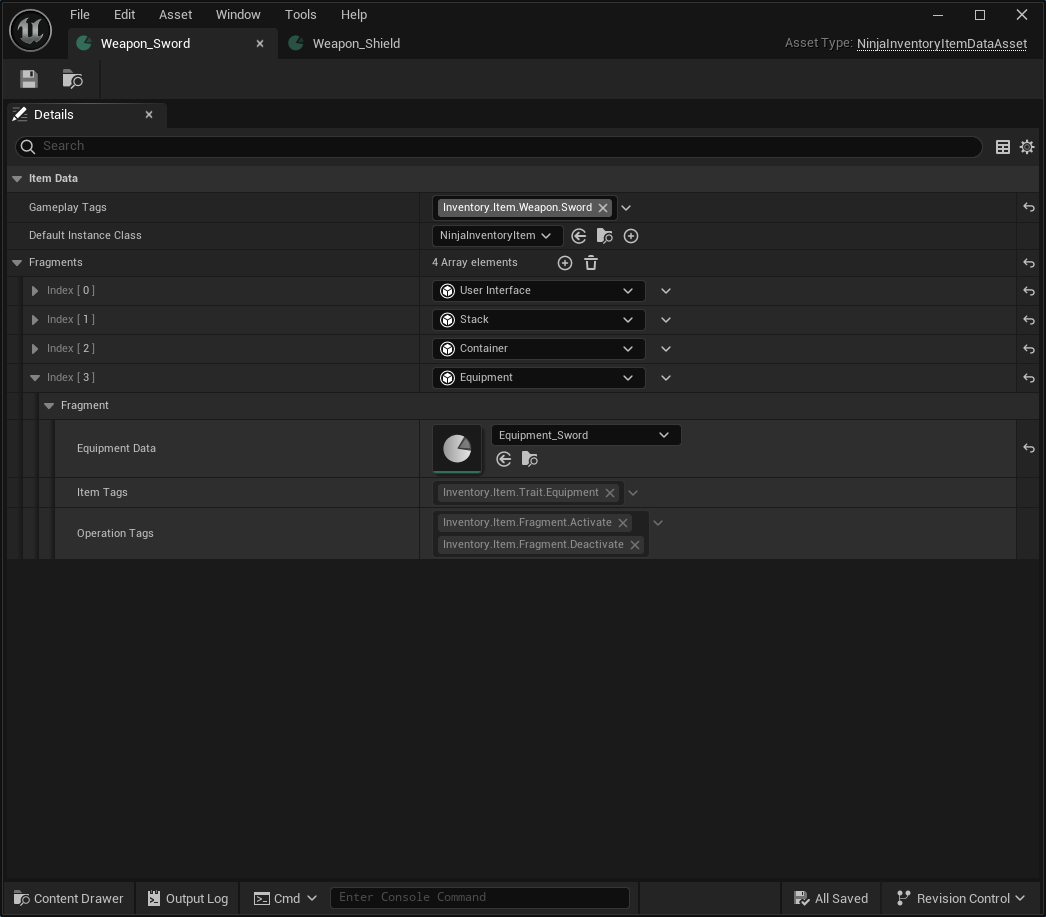 File Edit Asset Window Tools Help
Weapon_Sword Weapon_Shield Asset Type: NinjaInventoryItemDataAsset
Details
Search
Item Data
Gameplay Tags Inventory.Item.Weapon.Sword
Default Instance Class NinjaInventoryItem
Fragments 4 Array elements
Index [ 0 ] User Interface
Index [ 1 ] Stack
Index [ 2 ] Container
Index [ 3 ] Equipment
Fragment
Equipment Data Equipment_Sword
Item Tags Inventory.Item.Trait.Equipment
Operation Tags Inventory.Item.Fragment.Activate
Inventory.Item.Fragment.Deactivate
Content Drawer Output Log Cmd Enter Console Command All Saved Revision Control